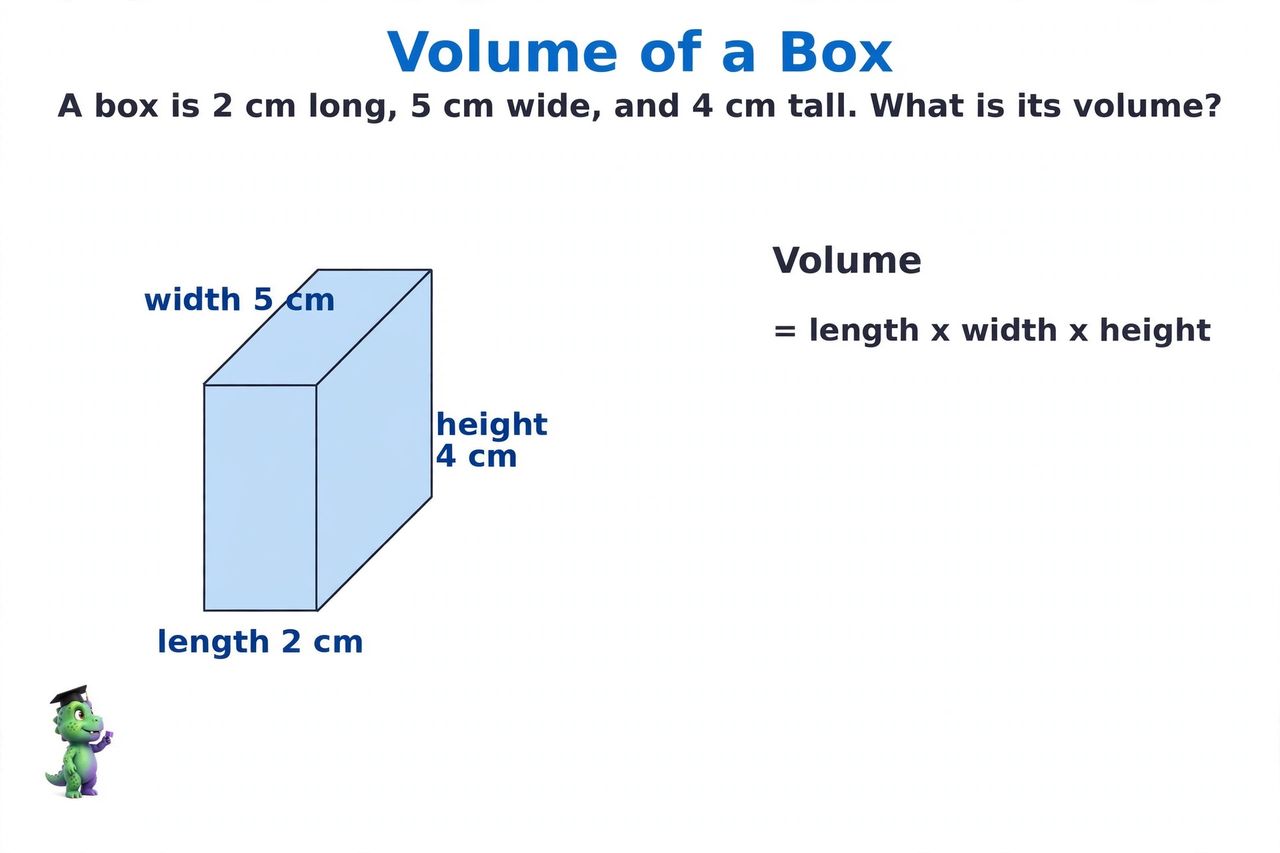 Volume of a Box
A box is 2 cm long, 5 cm wide, and 4 cm tall. What is its volume?
width 5 cm
height
4 cm
length 2 cm
Volume
= length x width x height